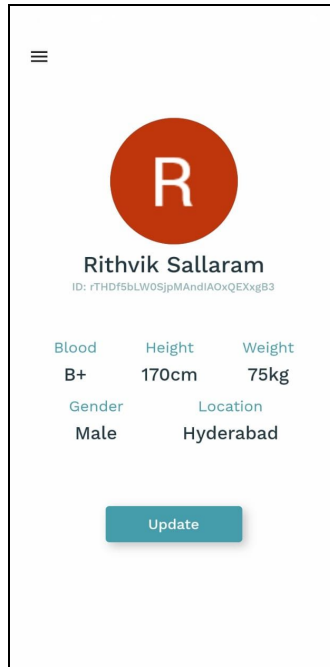 R
Rithvik Sallaram
ID: rTHDf5bLW0SjpMAndIAOxQEXxgB3
Blood Height Weight
B+ 170cm 75kg
Gender Location
Male Hyderabad
Update